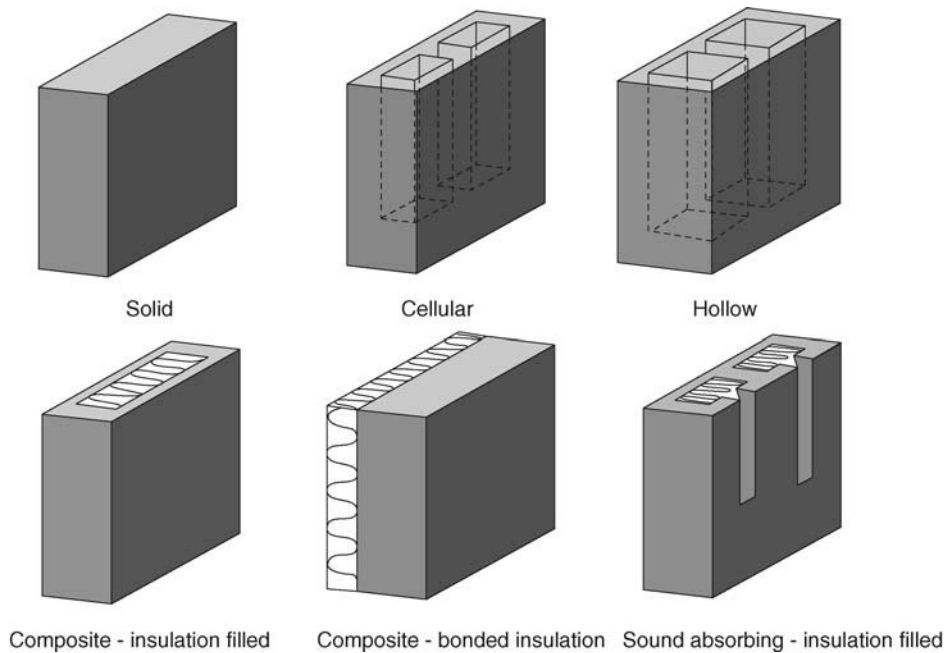 Solid
Cellular
Hollow
Composite - insulation filled
Composite - bonded insulation
Sound absorbing - insulation filled